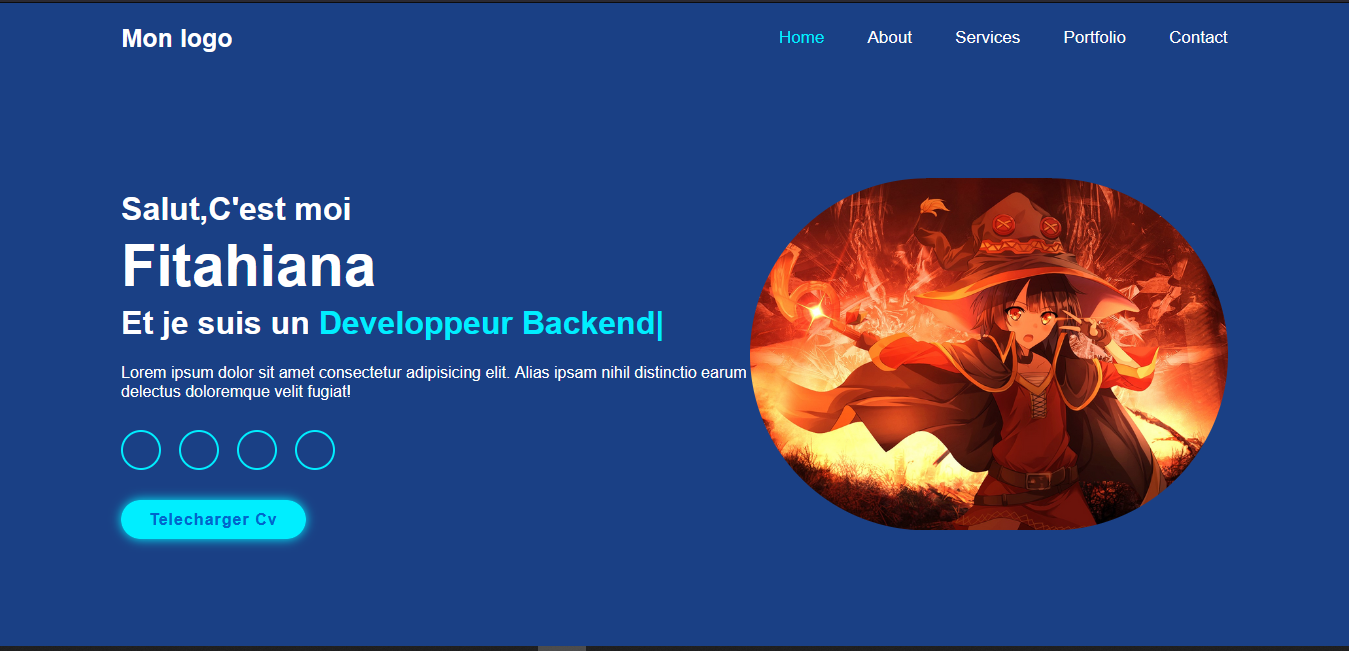 Mon logo
Home About Services Portfolio Contact
Salut,C'est moi
Fitahiana
Et je suis un Developpeur Backend|
Lorem ipsum dolor sit amet consectetur adipisicing elit. Alias ipsam nihil distinctio earum
delectus doloremque velit fugiat!
Telecharger Cv